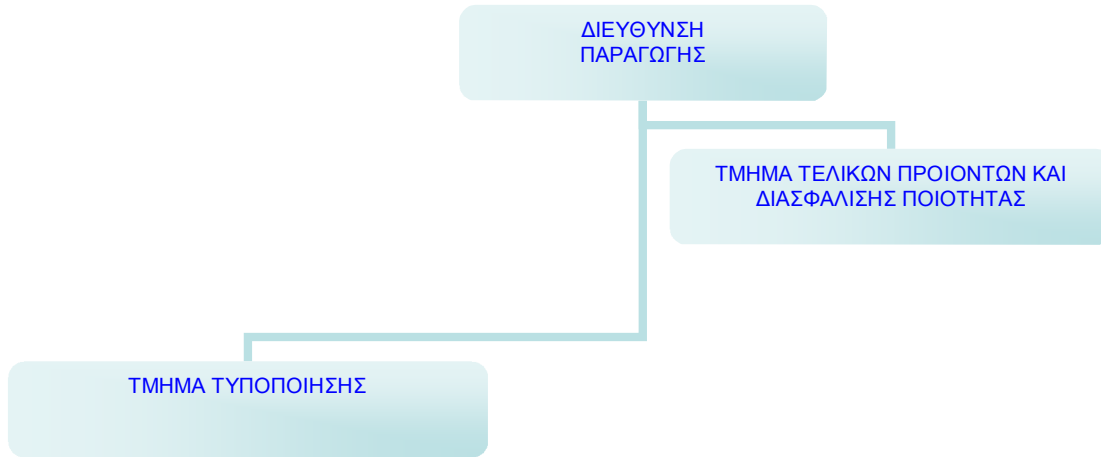 ΔΙΕΥΘΥΝΣΗ
ΠΑΡΑΓΩΓΗΣ
ΤΜΗΜΑ ΤΕΛΙΚΩΝ ΠΡΟΙΟΝΤΩΝ ΚΑΙ
ΔΙΑΣΦΑΛΙΣΗΣ ΠΟΙΟΤΗΤΑΣ
ΤΜΗΜΑ ΤΥΠΟΠΟΙΗΣΗΣ